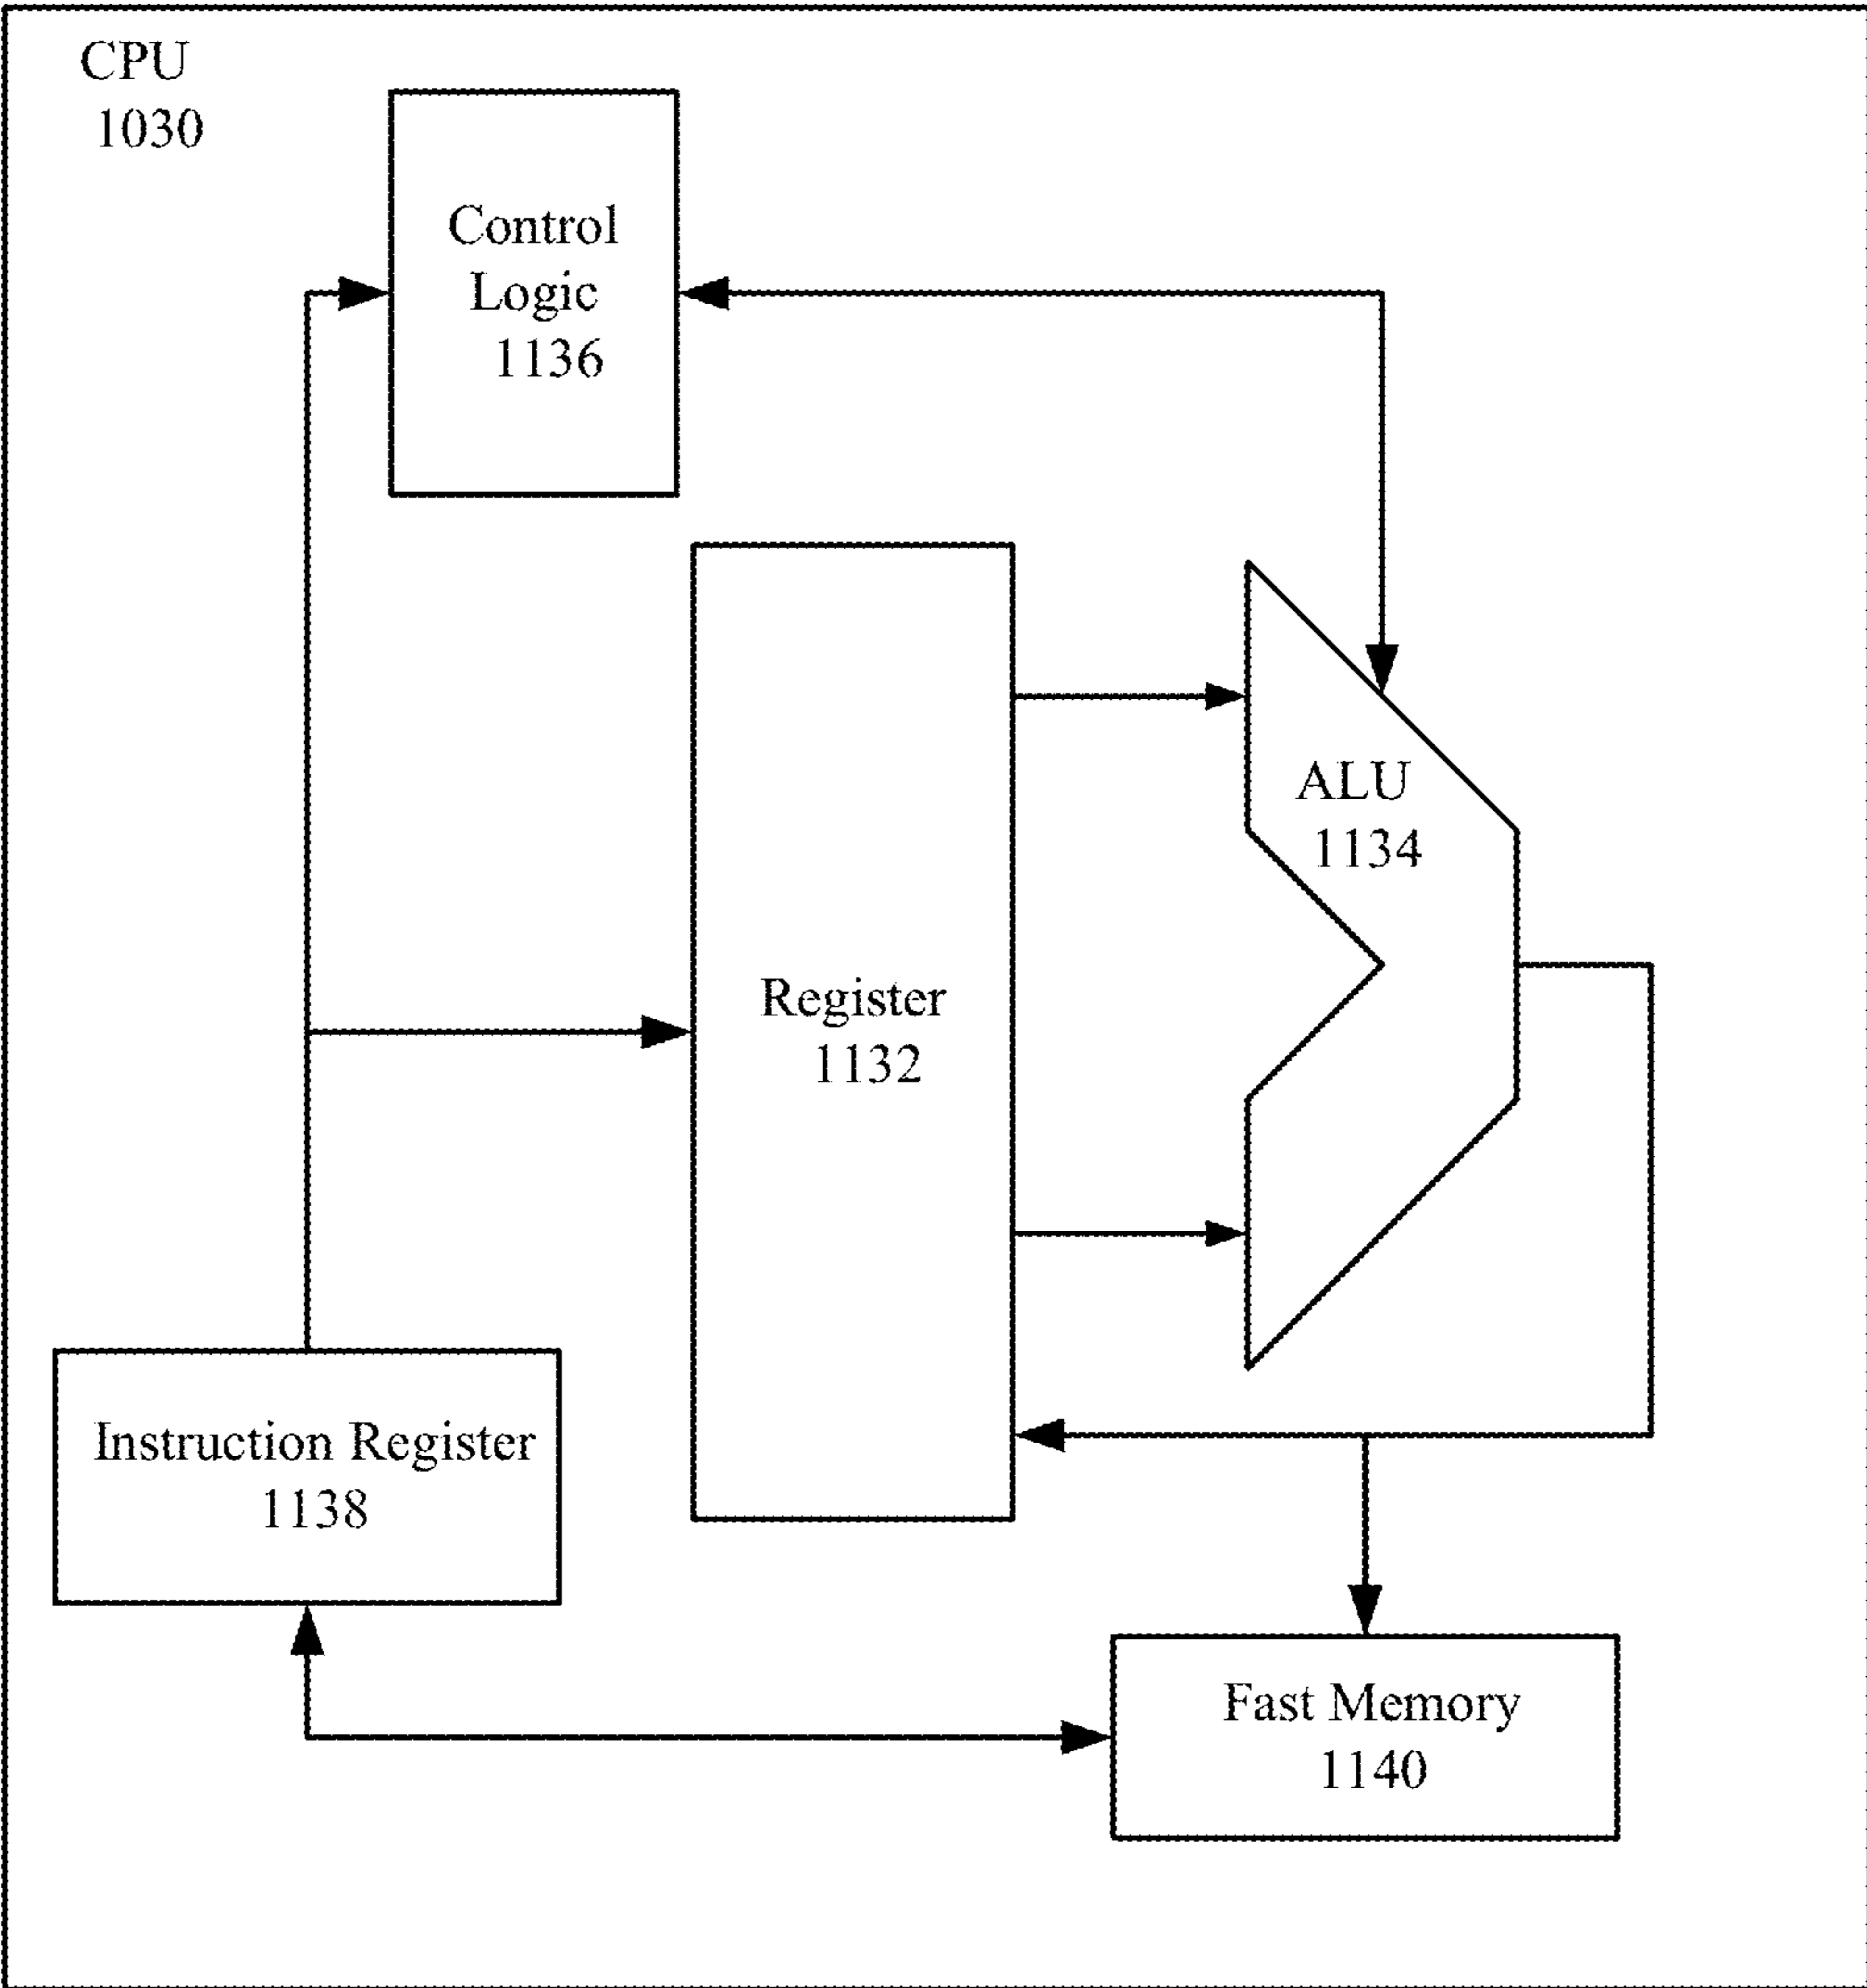 CPU
1030
Control
Logic
1136
ALU
1134
Register
1132
Instruction Register
1138
Fast Memory
1140